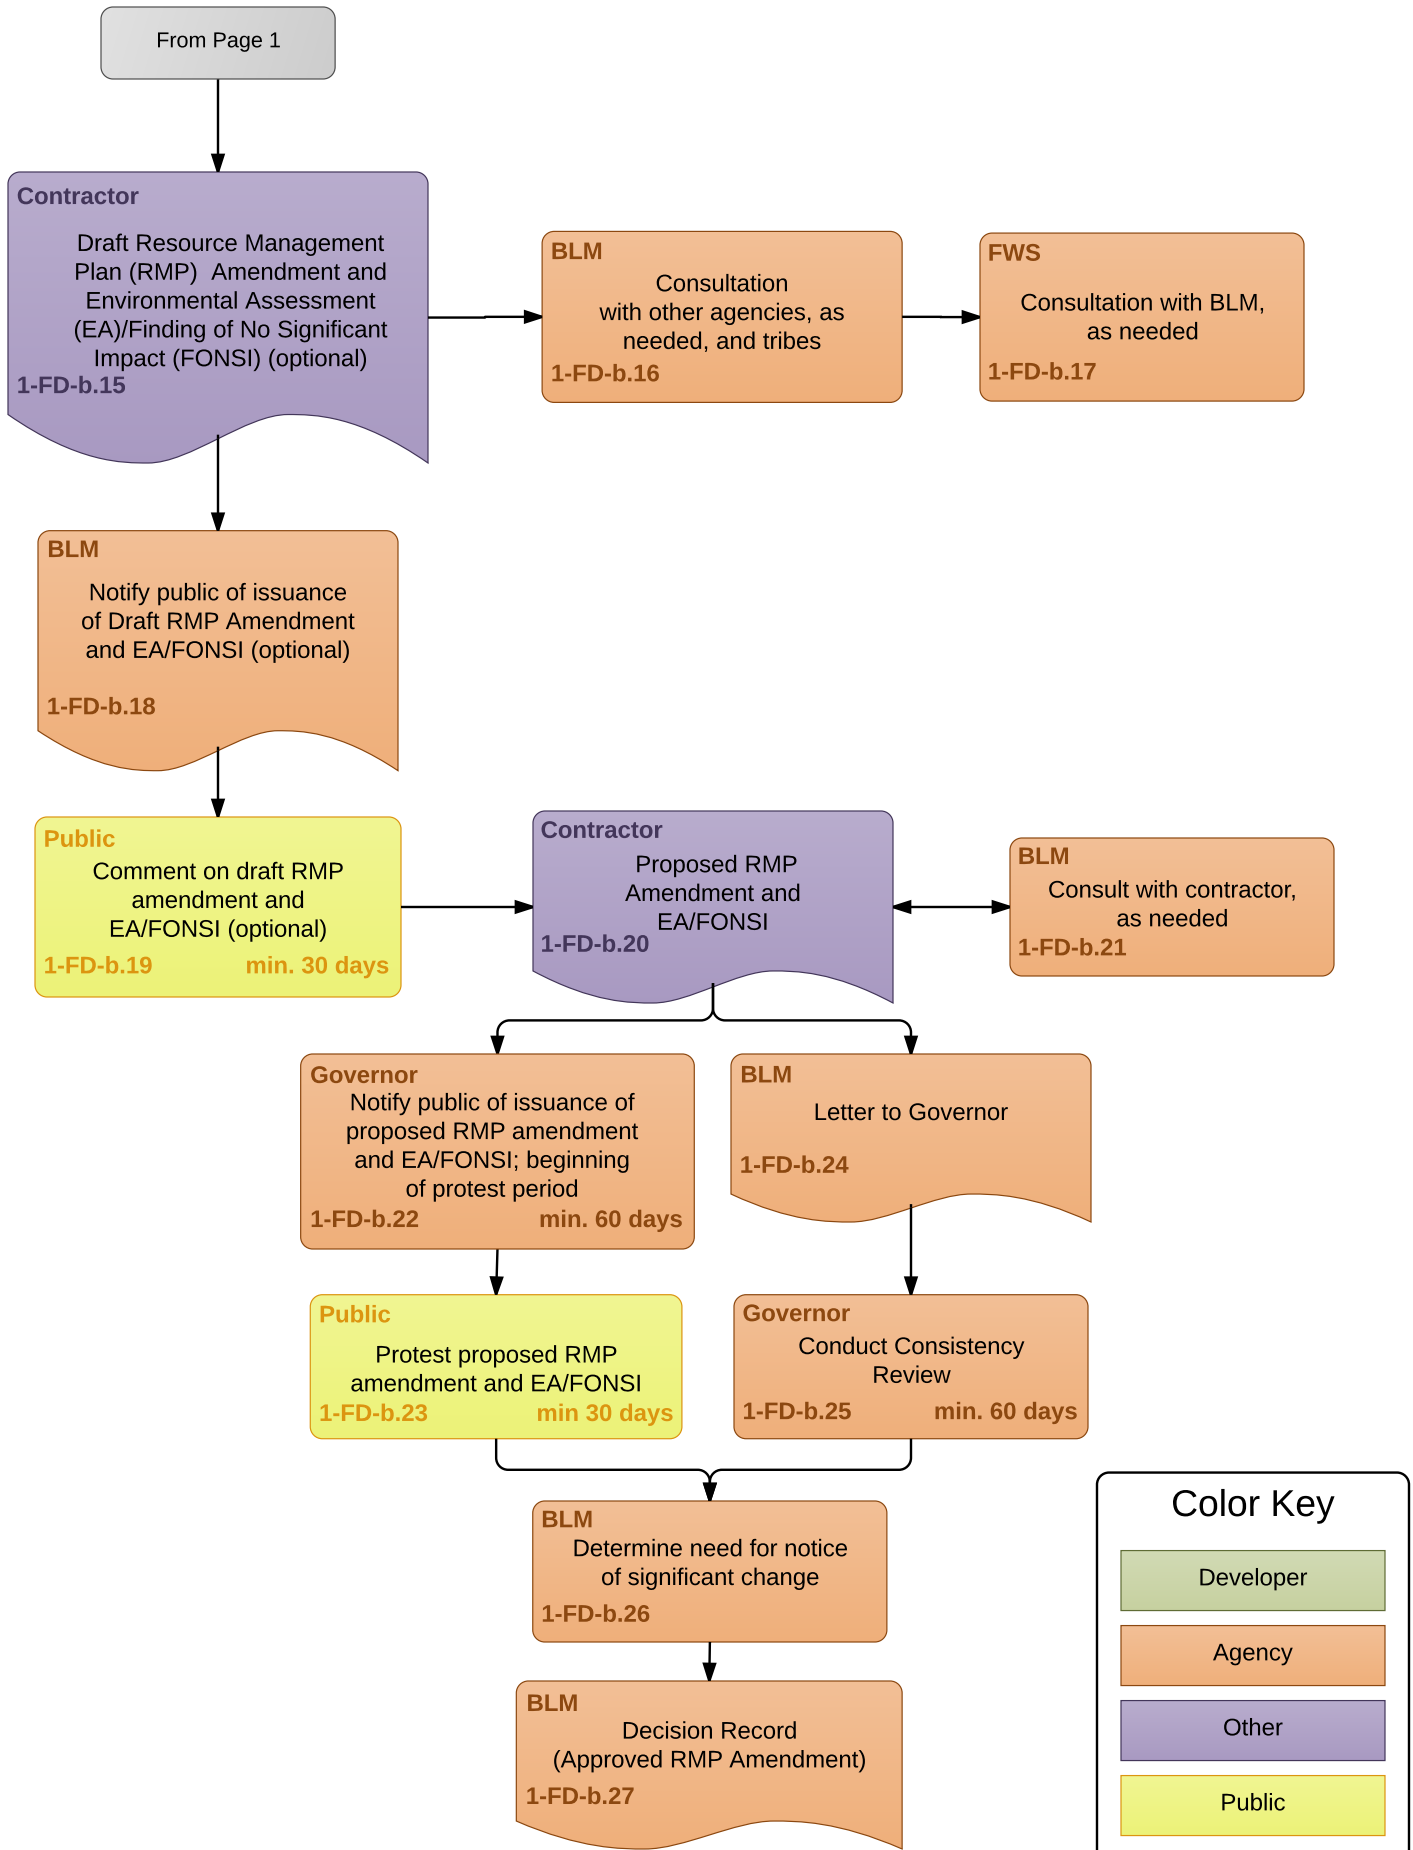 From Page 1
Contractor
Draft Resource Management
Plan (RMP)  Amendment and
Environmental Assessment
(EA)/Finding of No Significant
Impact (FONSI) (optional)
1-FD-b.15
BLM
Consultation
with other agencies, as
needed, and tribes
1-FD-b.16
FWS
Consultation with BLM,
as needed
1-FD-b.17
BLM
Notify public of issuance
of Draft RMP Amendment
and EA/FONSI (optional)
1-FD-b.18
Public
Comment on draft RMP
amendment and
EA/FONSI (optional)
1-FD-b.19 min. 30 days
Contractor
Proposed RMP
Amendment and
EA/FONSI
1-FD-b.20
BLM
Consult with contractor,
as needed
1-FD-b.21
Governor
Notify public of issuance of
proposed RMP amendment
and EA/FONSI; beginning
of protest period
1-FD-b.22 min. 60 days
BLM
Letter to Governor
1-FD-b.24
Public
Protest proposed RMP
amendment and EA/FONSI
1-FD-b.23 min 30 days
Governor
Conduct Consistency
Review
1-FD-b.25 min. 60 days
BLM
Determine need for notice
of significant change
1-FD-b.26
BLM
Decision Record
(Approved RMP Amendment)
1-FD-b.27
Color Key
Developer
Agency
Other
Public